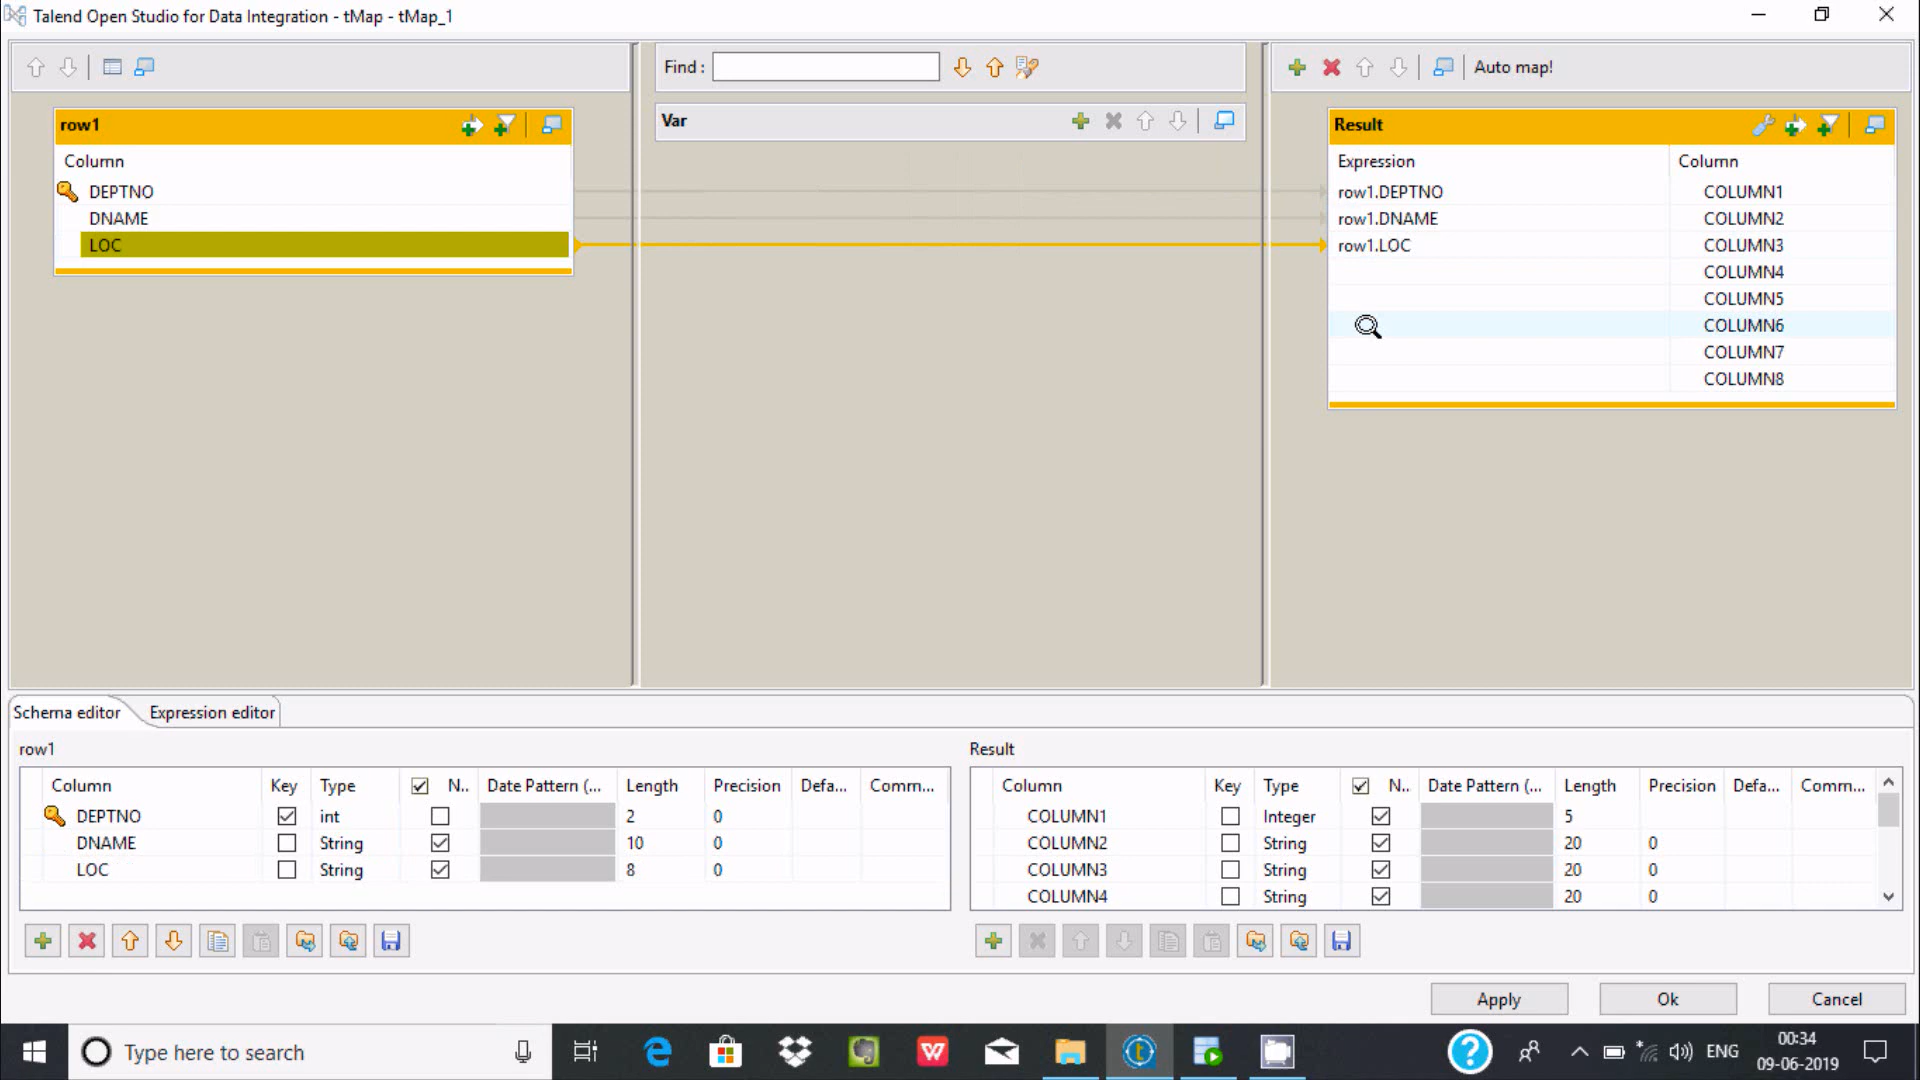 Talend Open Studio for Data Integration - tMap - tMap_1
Find :
Auto map!
row1
Column
DEPTNO
DNAME
LOC
Var
Result
Expression Column
row1.DEPTNO COLUMN1
row1.DNAME COLUMN2
row1.LOC COLUMN3
COLUMN4
COLUMN5
COLUMN6
COLUMN7
COLUMN8
Schema editor Expression editor
row1
Column Key Type N.. Date Pattern (... Length Precision Defa... Comm...
DEPTNO int 2 0
DNAME String 10 0
LOC String 8 0
Result
Column Key Type N.. Date Pattern (... Length Precision Defa... Comm...
COLUMN1 Integer 5
COLUMN2 String 20 0
COLUMN3 String 20 0
COLUMN4 String 20 0
Apply Ok Cancel
Type here to search
ENG
00:34
09-06-2019